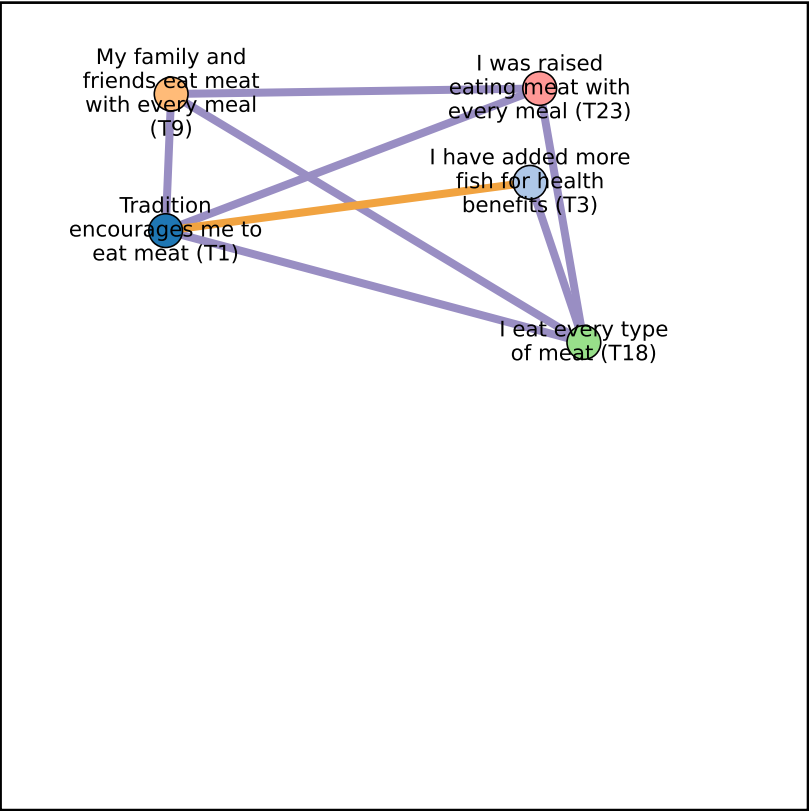 My family and
friends eat meat
with every meal
(T9)
I was raised
eating meat with
every meal (T23)
I have added more
fish for health
benefits (T3)
Tradition
encourages me to
eat meat (T1)
I eat every type
of meat (T18)